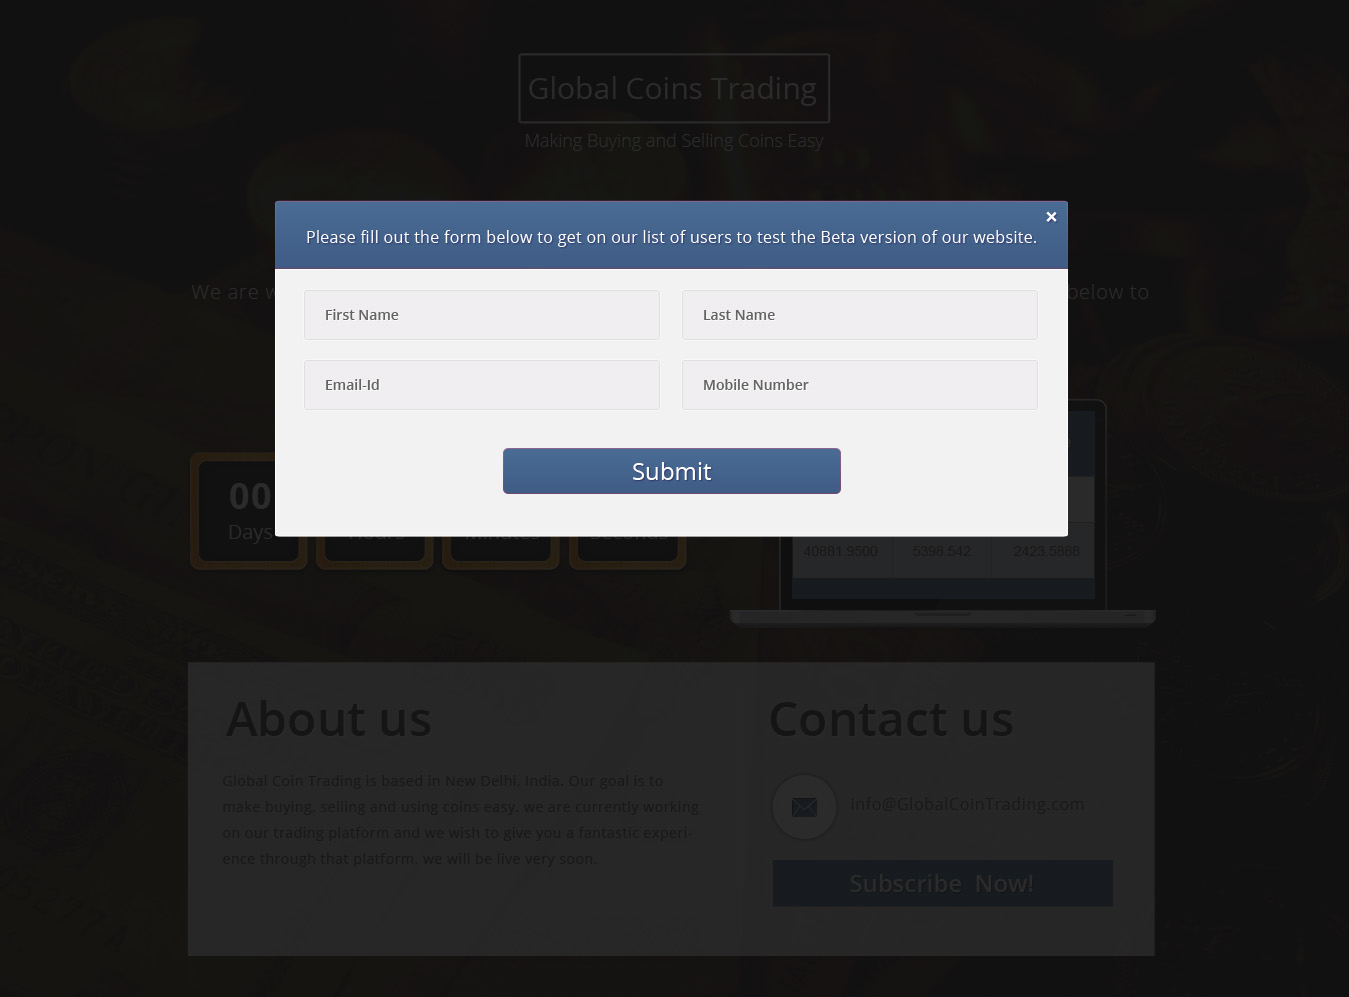 Global Coins Trading
Making Buying and Selling Coins Easy
Please fill out the form below to get on our list of users to test the Beta version of our website.
We are
below to
First Name
Last Name
Email-Id
Mobile Number
Submit
00
Days
Hours
Minutes
Seconds
40881.9500
5398.542
2423.5888
About us
Contact us
Global Coin Trading is based in New Delhi, India. Our goal is to
make buying, selling and using coins easy, we are currently working
on our trading platform and we wish to give you a fantastic experi-
ence through that platform, we will be live very soon.
info@GlobalCoinTrading.com
Subscribe Now!